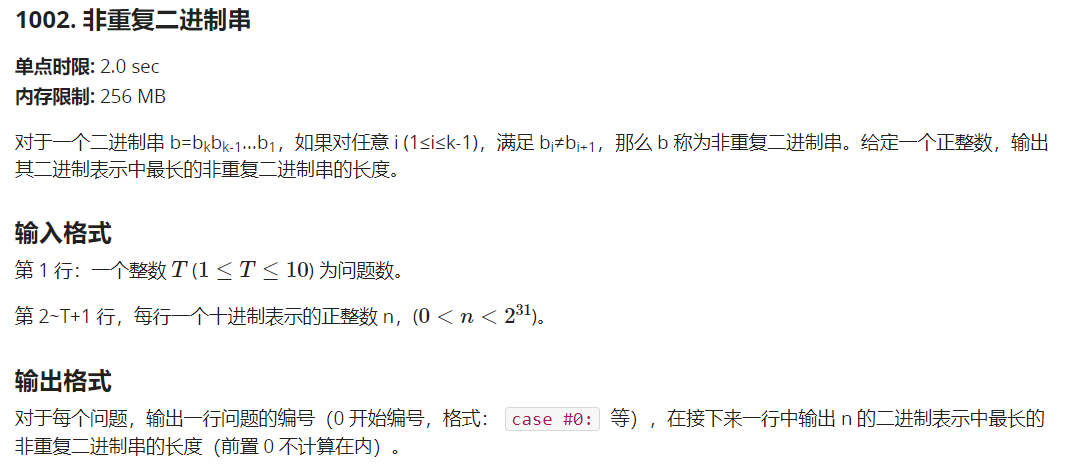 1002. 非重复二进制串
单点时限: 2.0 sec
内存限制: 256 MB
对于一个二进制串 b=bₖbₖ₋₁...b₁，如果对任意 i (1≤i≤k-1)，满足 bᵢ≠bᵢ₊₁，那么 b 称为非重复二进制串。给定一个正整数，输出
其二进制表示中最长的非重复二进制串的长度。
输入格式
第 1 行：一个整数 T (1 ≤ T ≤ 10) 为问题数。
第 2~T+1 行，每行一个十进制表示的正整数 n，(0 < n < 2³¹)。
输出格式
对于每个问题，输出一行问题的编号（0 开始编号，格式： case #0: 等），在接下来一行中输出 n 的二进制表示中最长的
非重复二进制串的长度（前置 0 不计算在内）。